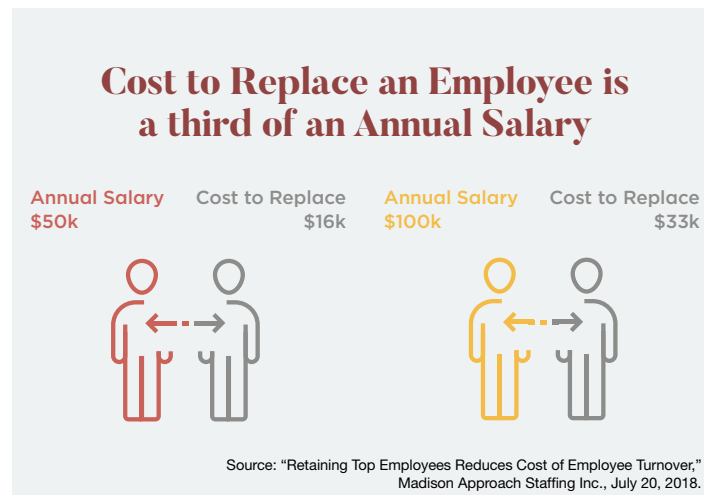 Cost to Replace an Employee is
a third of an Annual Salary
Annual Salary
$50k
Cost to Replace
$16k
Annual Salary
$100k
Cost to Replace
$33k
Source: “Retaining Top Employees Reduces Cost of Employee Turnover,”
Madison Approach Staffing Inc., July 20, 2018.